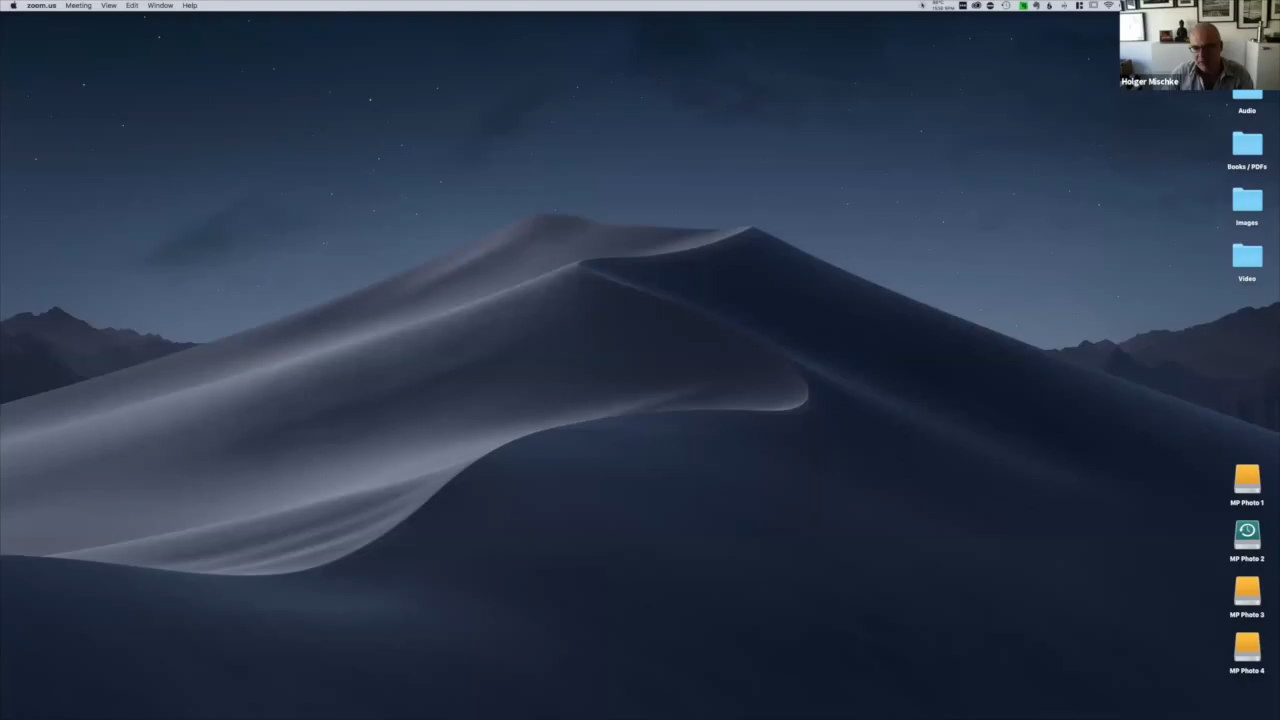 zoom.us Meeting View Edit Window Help
Holger Mischke
Audio
Books / PDFs
Images
Video
MP Photo 1
MP Photo 2
MP Photo 3
MP Photo 4